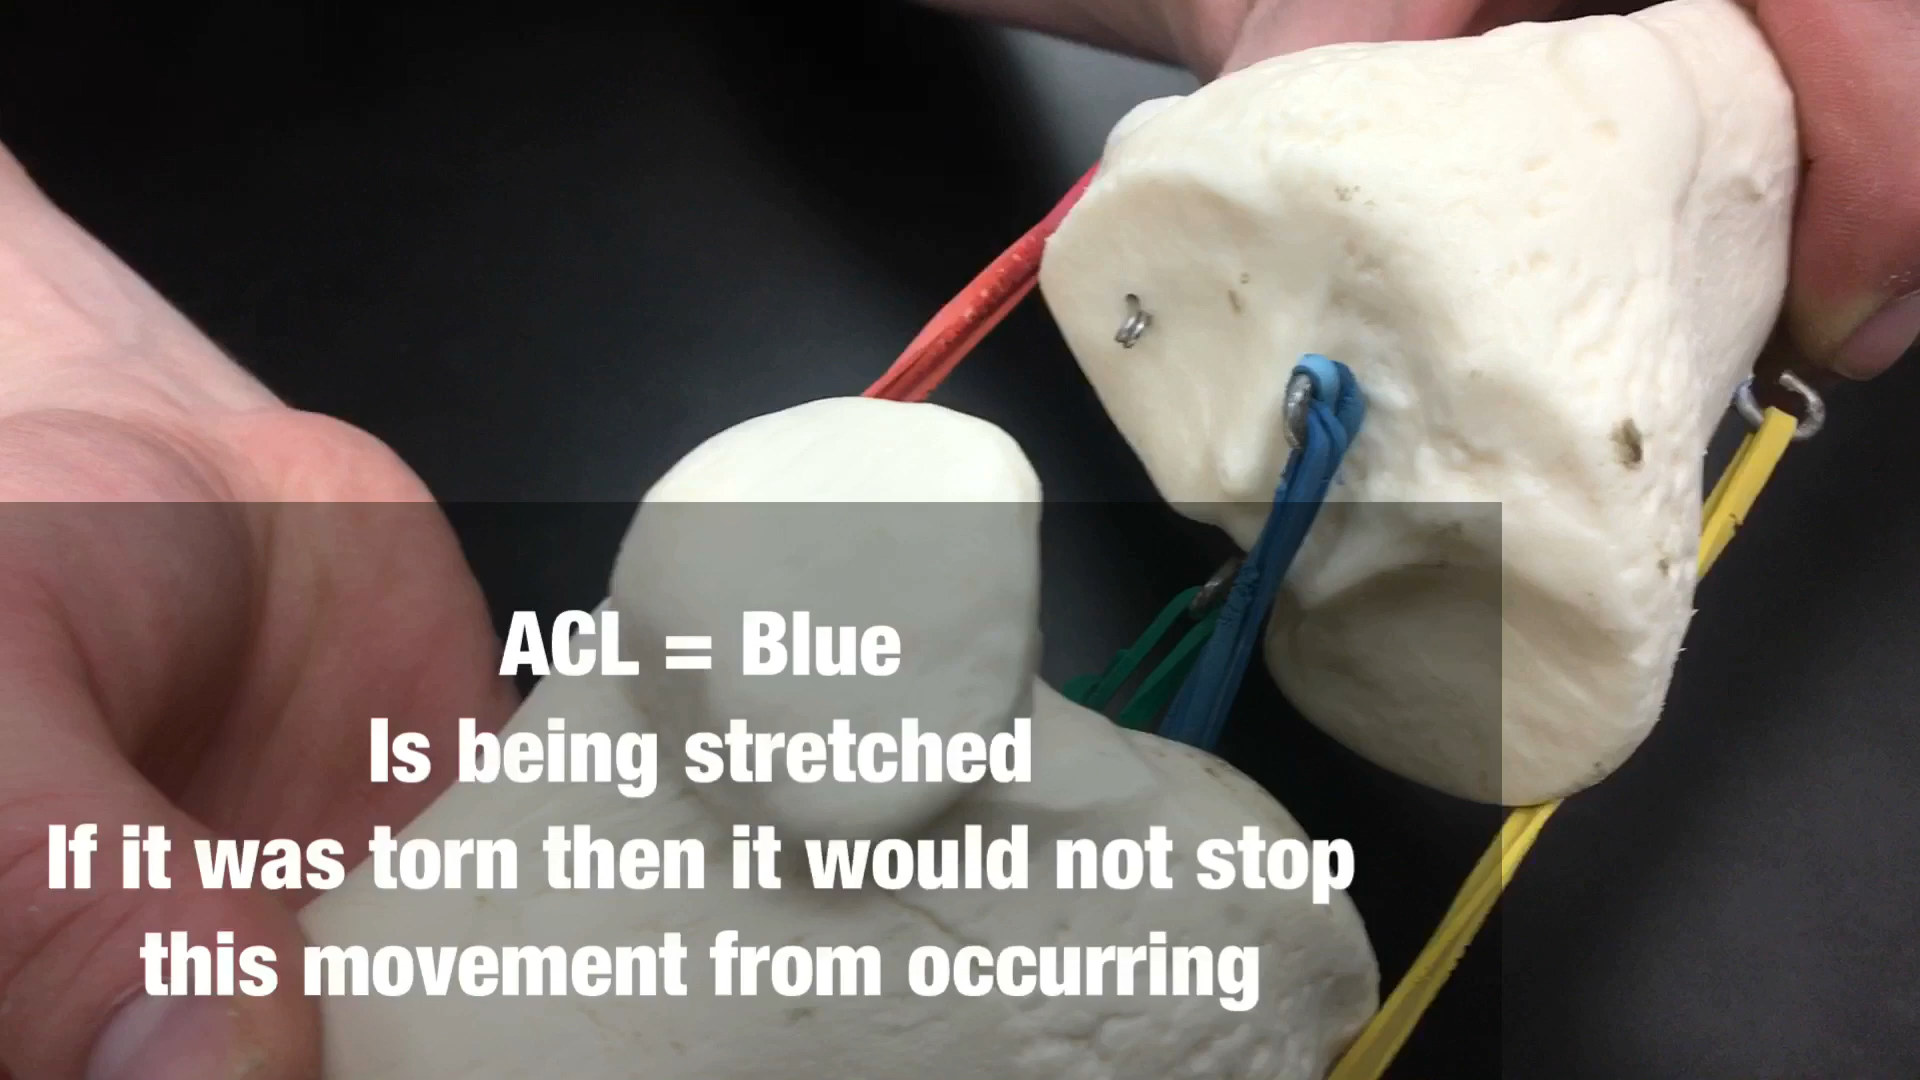 ACL = Blue
Is being stretched
If it was torn then it would not stop
this movement from occurring